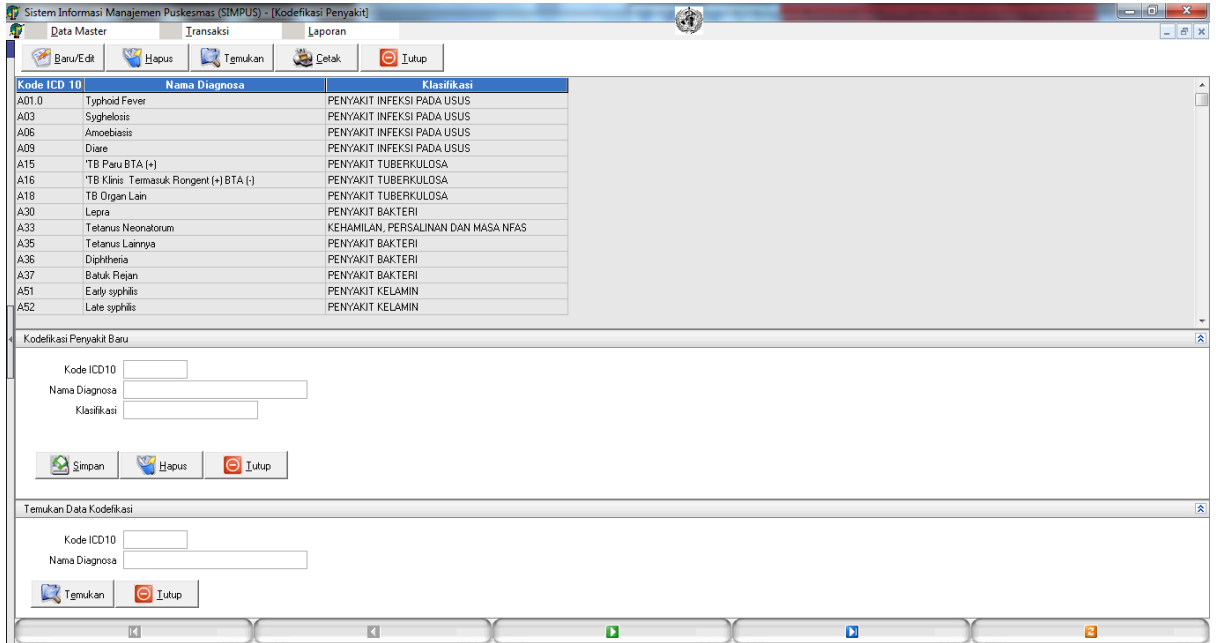 Sistem Informasi Manajemen Puskesmas (SIMPUS) - [Kodefikasi Penyakit]
Data Master Transaksi Laporan
Baru/Edit Hapus Temukan Cetak Tutup
Kode ICD 10 Nama Diagnosa Klasifikasi
A01.0 Typhoid Fever PENYAKIT INFEKSI PADA USUS
A03 Syghelosis PENYAKIT INFEKSI PADA USUS
A06 Amoebiasis PENYAKIT INFEKSI PADA USUS
A09 Diare PENYAKIT INFEKSI PADA USUS
A15 'TB Paru BTA (+) PENYAKIT TUBERKULOSA
A16 'TB Klinis Termasuk Rongent (+) BTA (-) PENYAKIT TUBERKULOSA
A18 TB Organ Lain PENYAKIT TUBERKULOSA
A30 Lepra PENYAKIT BAKTERI
A33 Tetanus Neonatorum KEHAMILAN, PERSALINAN DAN MASA NFAS
A35 Tetanus Lainnya PENYAKIT BAKTERI
A36 Diphtheria PENYAKIT BAKTERI
A37 Batuk Rejan PENYAKIT BAKTERI
A51 Early syphilis PENYAKIT KELAMIN
A52 Late syphilis PENYAKIT KELAMIN
Kodefikasi Penyakit Baru
Kode ICD10
Nama Diagnosa
Klasifikasi
Simpan Hapus Tutup
Temukan Data Kodefikasi
Kode ICD10
Nama Diagnosa
Temukan Tutup